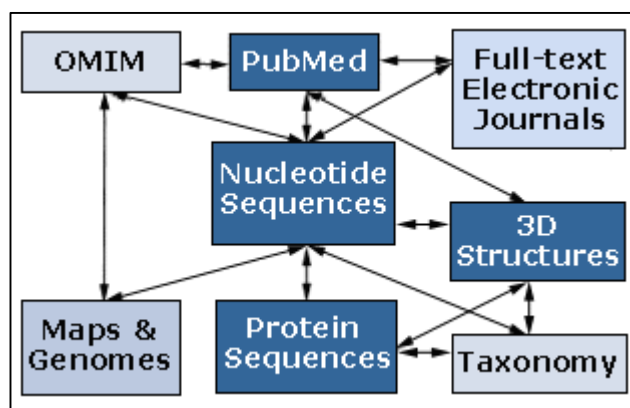 OMIM
PubMed
Full-text
Electronic
Journals
Nucleotide
Sequences
3D
Structures
Maps &
Genomes
Protein
Sequences
Taxonomy